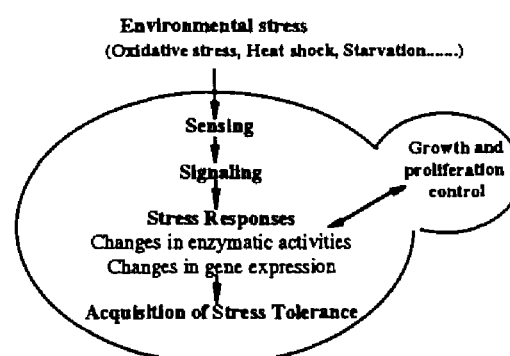 Environmental stress
(Oxidative stress, Heat shock, Starvation......)
Sensing
Signaling
Growth and
proliferation
control
Stress Responses
Changes in enzymatic activities
Changes in gene expression
Acquisition of Stress Tolerance